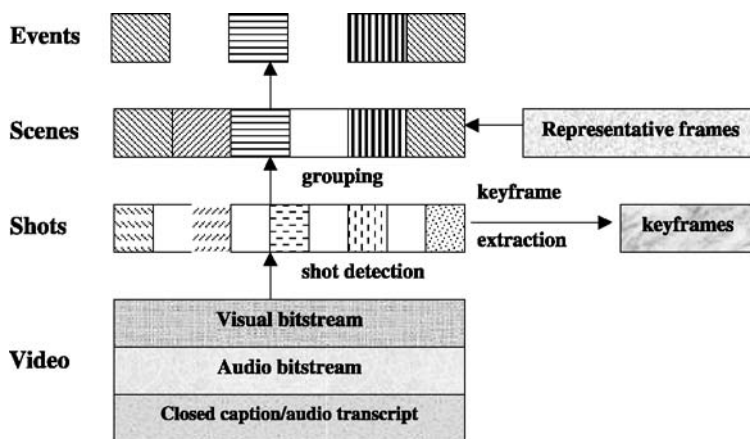 Events
Scenes
Representative frames
grouping
keyframe
Shots
keyframes
extraction
shot detection
Visual bitstream
Video
Audio bitstream
Closed caption/audio transcript